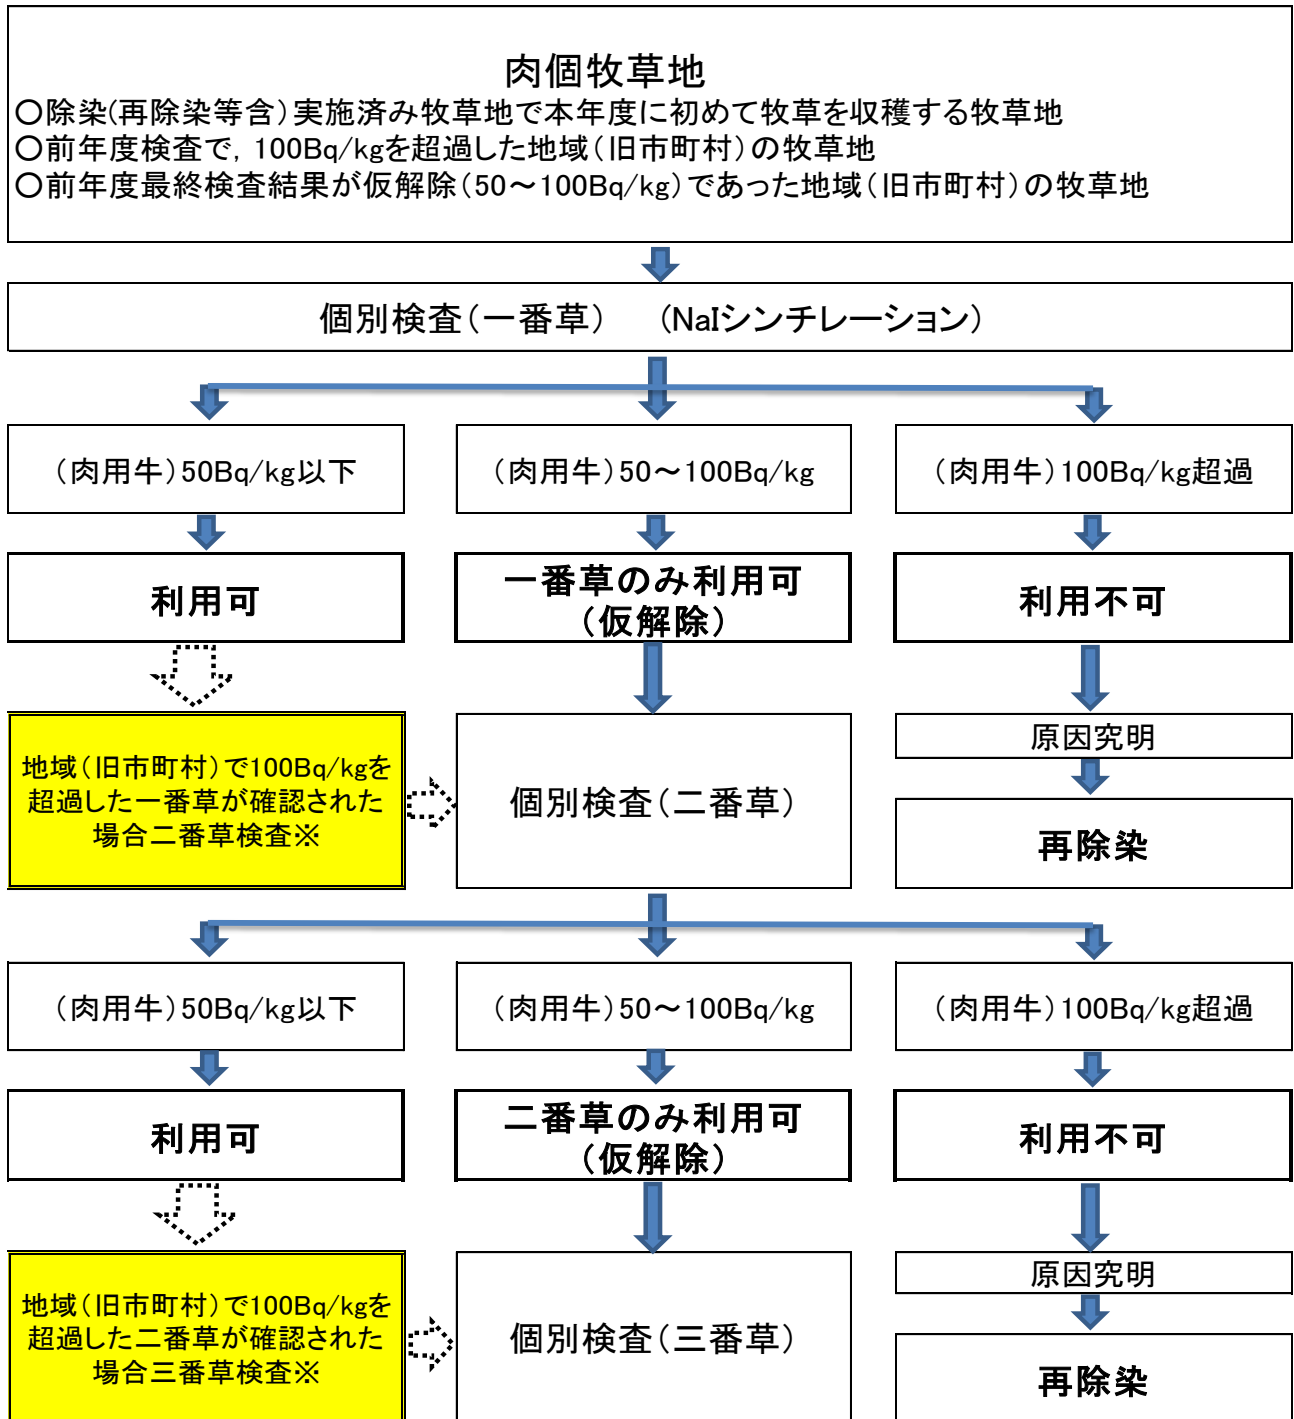 肉個牧草地
○除染(再除染等含)実施済み牧草地で本年度に初めて牧草を収穫する牧草地
○前年度検査で，100Bq/kgを超過した地域（旧市町村）の牧草地
○前年度最終検査結果が仮解除（50～100Bq/kg）であった地域（旧市町村）の牧草地
個別検査（一番草）　（NaIシンチレーション）
（肉用牛）50Bq/kg以下
（肉用牛）50～100Bq/kg
（肉用牛）100Bq/kg超過
利用可
一番草のみ利用可
（仮解除）
利用不可
地域（旧市町村）で100Bq/kgを
超過した一番草が確認された
場合二番草検査※
個別検査（二番草）
原因究明
再除染
（肉用牛）50Bq/kg以下
（肉用牛）50～100Bq/kg
（肉用牛）100Bq/kg超過
利用可
二番草のみ利用可
（仮解除）
利用不可
地域（旧市町村）で100Bq/kgを
超過した二番草が確認された
場合三番草検査※
個別検査（三番草）
原因究明
再除染